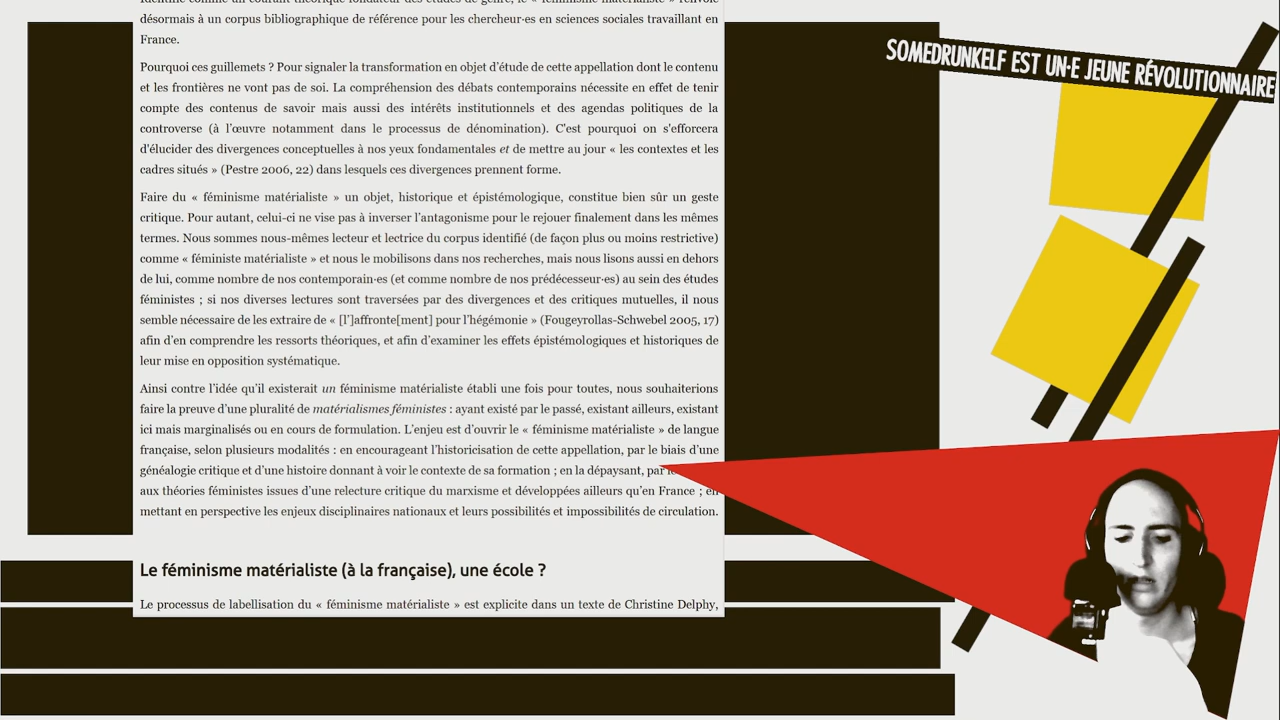 identifié comme un courant théorique fondateur des études de genre, le « féminisme matérialiste » renvoie
désormais à un corpus bibliographique de référence pour les chercheur·es en sciences sociales travaillant en
France.
Pourquoi ces guillemets ? Pour signifier la transformation en objet d'étude de cette appellation dont le contenu
et les frontières ne vont pas de soi. La compréhension des débats contemporains nécessite en effet de tenir
compte des contenus de savoir mais aussi des intérêts institutionnels et des agendas politiques de la
controverse (à l'œuvre notamment dans le processus de dénomination). C'est pourquoi on s'efforcera
d'élucider des divergences conceptuelles à nos yeux fondamentales et de mettre au jour « les contextes et les
cadres situés » (Pestre 2006, 22) dans lesquels ces divergences prennent forme.
Faire du « féminisme matérialiste » un objet, historique et épistémologique, constitue bien sûr un geste
critique. Pour autant, celui-ci ne vise pas à inverser l'antagonisme pour le rejouer finalement dans les mêmes
termes. Nous sommes nous-mêmes lecteur et lectrice du corpus identifié (de façon plus ou moins restrictive)
comme « féministe matérialiste » et nous le mobilisons dans nos recherches, mais nous lisons aussi en dehors
de lui, comme nombre de nos contemporain·es (et comme nombre de nos prédécesseur·es) au sein des études
féministes ; si nos diverses lectures sont traversées par des divergences et des critiques mutuelles, il nous
semble nécessaire de les extraire de « [l']affronte[ment] pour l'hégémonie » (Fougeyrollas-Schwebel 2005, 17)
afin d'en comprendre les ressorts théoriques, et afin d'examiner les effets épistémologiques et historiques de
leur mise en opposition systématique.
Ainsi contre l'idée qu'il existerait un féminisme matérialiste établi une fois pour toutes, nous souhaiterions
faire la preuve d'une pluralité de matérialismes féministes : ayant existé par le passé, existant ailleurs, existant
ici mais marginalisés ou en cours de formulation. L'enjeu est d'ouvrir le « féminisme matérialiste » de langue
française, selon plusieurs modalités : en encourageant l'historicisation de cette appellation, par le biais d'une
généalogie critique et d'une histoire donnant à voir le contexte de sa formation ; en la dépaysant, par
aux théories féministes issues d'une relecture critique du marxisme et développées ailleurs qu'en France ; en
mettant en perspective les enjeux disciplinaires nationaux et leurs possibilités et impossibilités de circulation.
Le féminisme matérialiste (à la française), une école ?
Le processus de labellisation du « féminisme matérialiste » est explicite dans un texte de Christine Delphy,
SOMEDRUNKELF EST UN·E JEUNE RÉVOLUTIONNAIRE